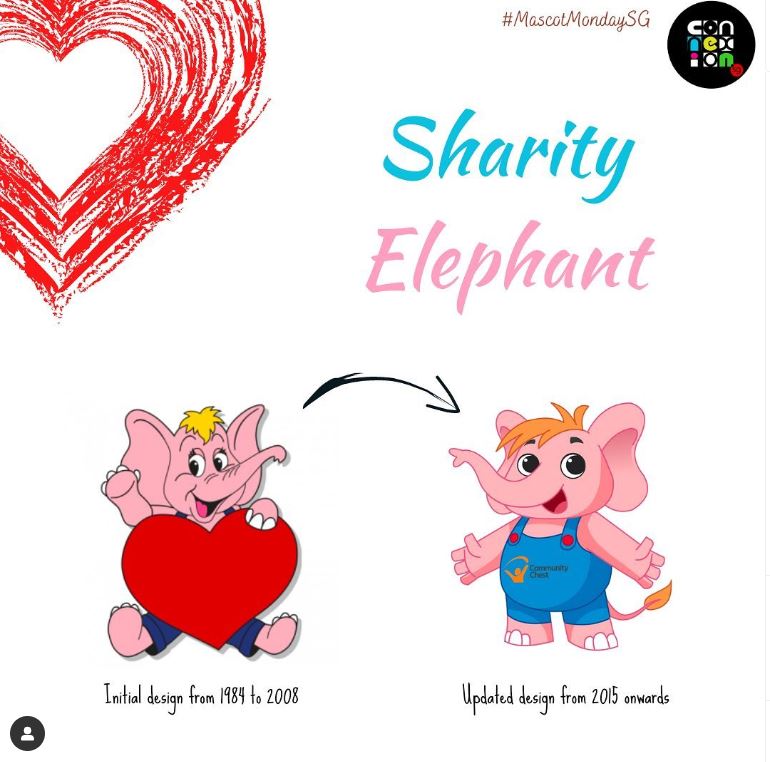 #MascotMondaySG
con
nex
ion
SG
Sharity
Elephant
Community
Chest
Initial design from 1984 to 2008
Updated design from 2015 onwards